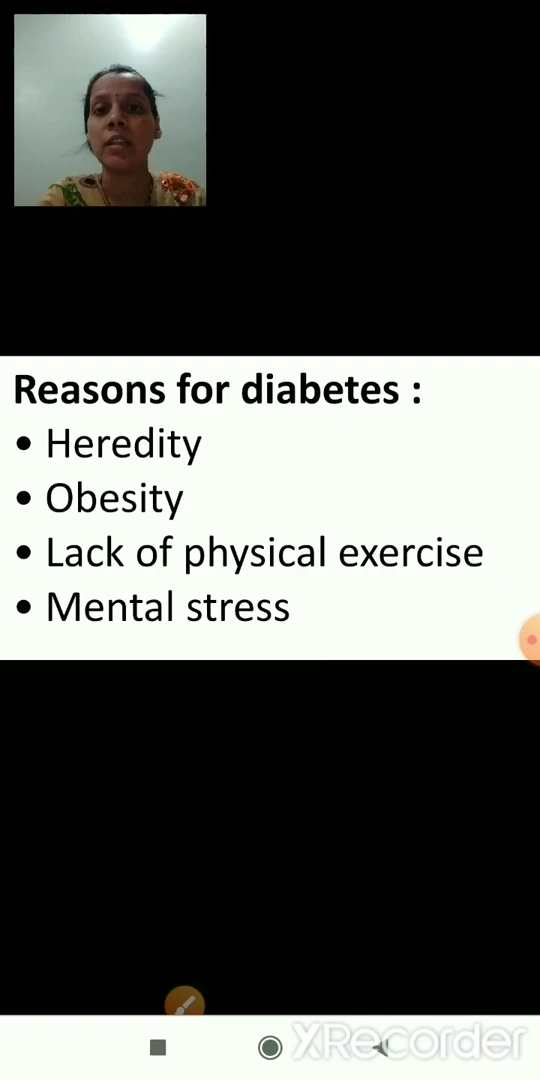 Reasons for diabetes :
• Heredity
• Obesity
• Lack of physical exercise
• Mental stress
XRecorder